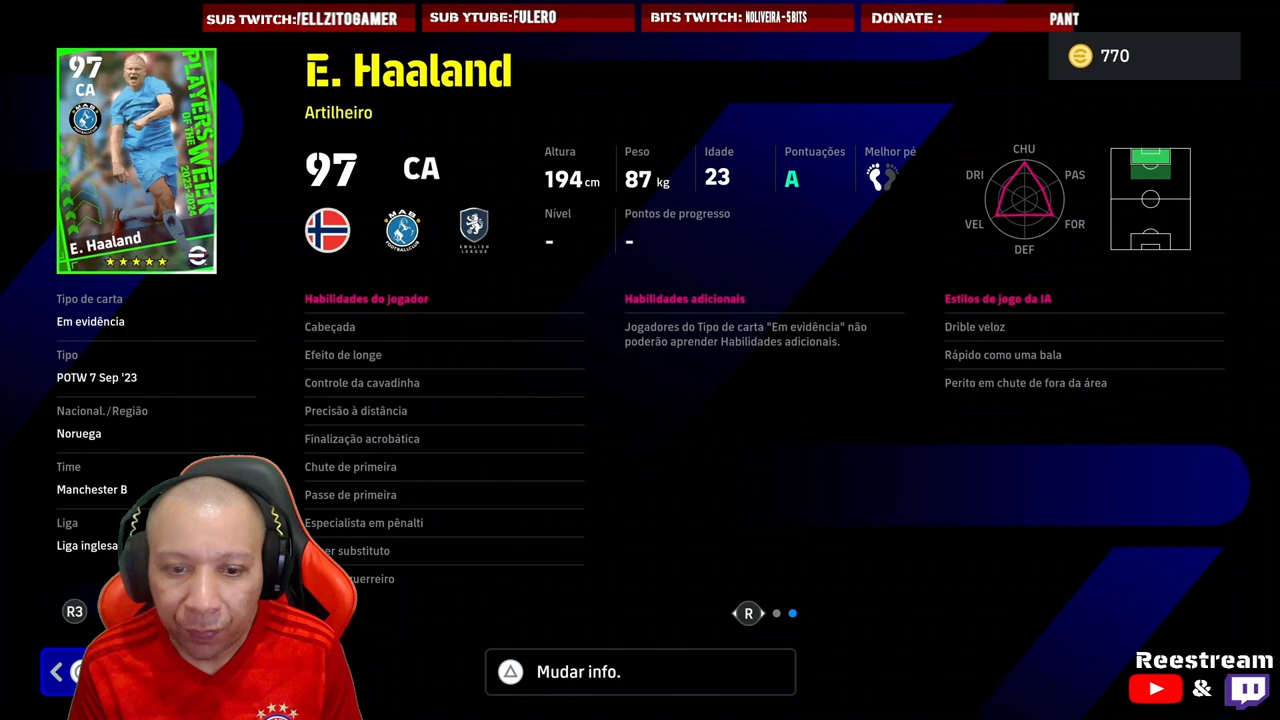 SUB TWITCH:/ELLZITOGAMER
SUB YTUBE:FULERO
BITS TWITCH: NOLIVEIRA-5BITS
DONATE :
PANT
770
97
CA
PLAYERS OF THE WEEK
2023-2024
E. Haaland
E. Haaland
Artilheiro
97
CA
Altura
194 cm
Peso
87 kg
Idade
23
Pontuações
A
Melhor pé
Nível
-
Pontos de progresso
-
CHU
PAS
FOR
DEF
VEL
DRI
MAB
FOOTBALLCON
ENGLISH
LEAGUE
Tipo de carta
Em evidência
Tipo
POTW 7 Sep '23
Nacional./Região
Noruega
Time
Manchester B
Liga
Liga inglesa
Habilidades do jogador
Cabeçada
Efeito de longe
Controle da cavadinha
Precisão à distância
Finalização acrobática
Chute de primeira
Passe de primeira
Especialista em pênalti
er substituto
uerreiro
Habilidades adicionais
Jogadores do Tipo de carta "Em evidência" não
poderão aprender Habilidades adicionais.
Estilos de jogo da IA
Drible veloz
Rápido como uma bala
Perito em chute de fora da área
R3
R
Mudar info.
Reestream
&